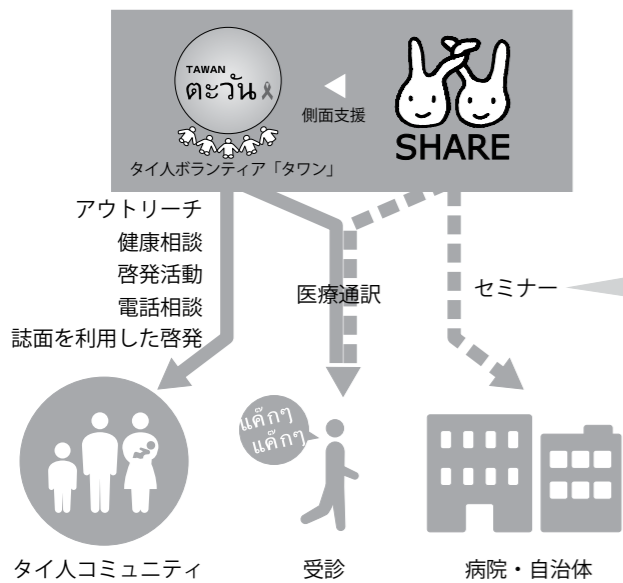 TAWAN
ตะวัน
側面支援
SHARE
タイ人ボランティア「タワン」
アウトリーチ
健康相談
啓発活動
電話相談
誌面を利用した啓発
医療通訳
セミナー
แค๊กๆ
แค๊กๆ
タイ人コミュニティ
受診
病院・自治体